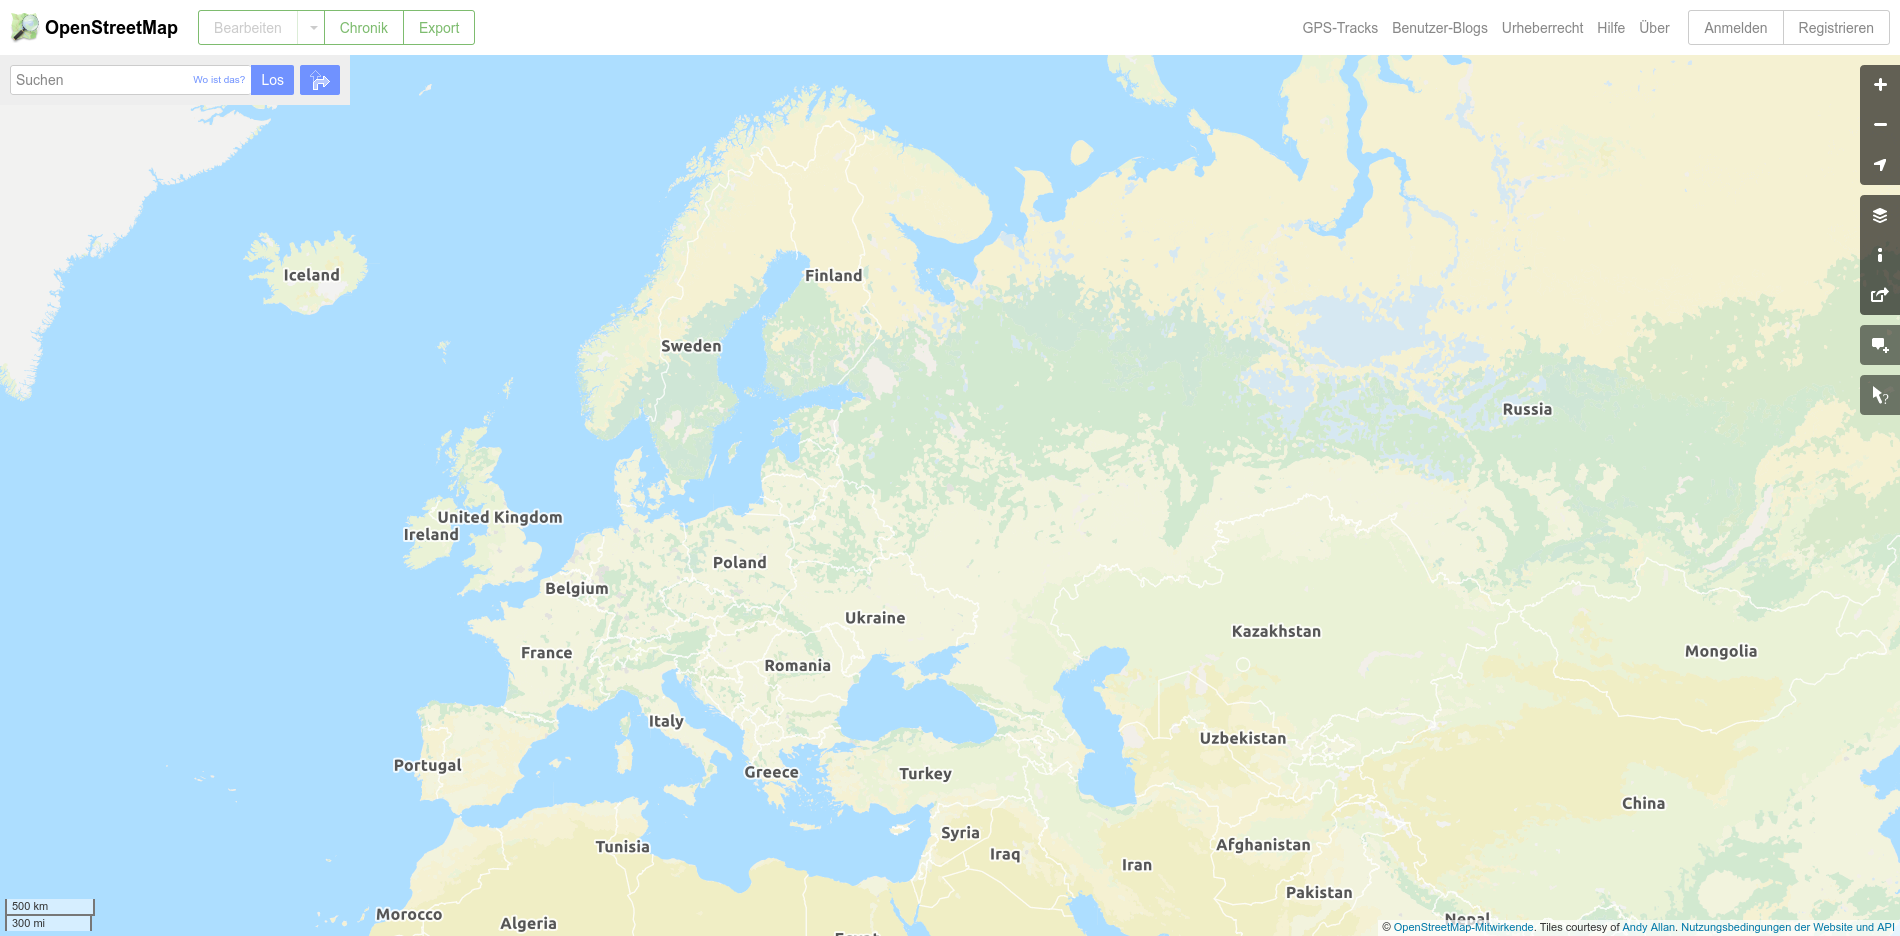 OpenStreetMap
Bearbeiten
Chronik
Export
GPS-Tracks
Benutzer-Blogs
Urheberrecht
Hilfe
Über
Anmelden
Registrieren
Suchen
Wo ist das?
Los
Iceland
Finland
Sweden
Russia
United Kingdom
Ireland
Poland
Belgium
Ukraine
Kazakhstan
France
Mongolia
Romania
Italy
Uzbekistan
Portugal
Greece
Turkey
China
Syria
Tunisia
Afghanistan
Iraq
Iran
Pakistan
500 km
300 mi
Morocco
Algeria
Nepal
Egypt
© OpenStreetMap-Mitwirkende. Tiles courtesy of Andy Allan. Nutzungsbedingungen der Website und API